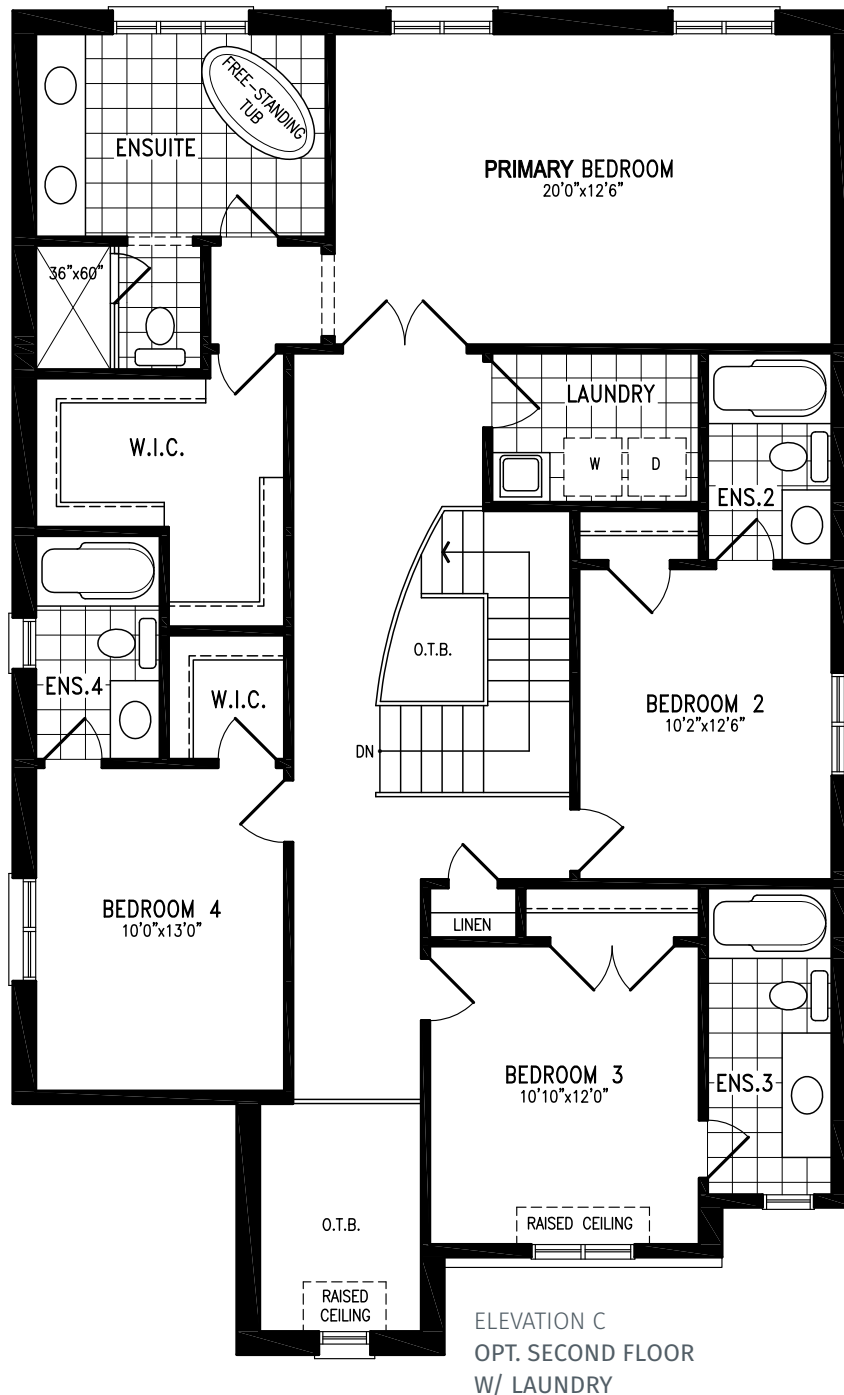 FREE-STANDING
TUB
ENSUITE
PRIMARY BEDROOM
20'0"x12'6"
36"x60"
LAUNDRY
W.I.C.
W
D
ENS.2
O.T.B.
ENS.4
W.I.C.
BEDROOM 2
10'2"x12'6"
DN
BEDROOM 4
10'0"x13'0"
LINEN
BEDROOM 3
10'10"x12'0"
ENS.3
O.T.B.
RAISED CEILING
RAISED
CEILING
ELEVATION C
OPT. SECOND FLOOR
W/ LAUNDRY